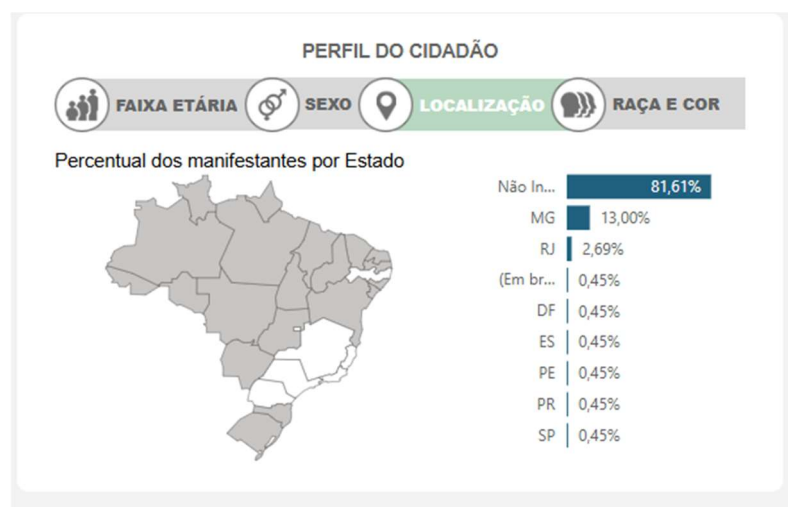 PERFIL DO CIDADÃO
FAIXA ETÁRIA SEXO LOCALIZAÇÃO RAÇA E COR
Percentual dos manifestantes por Estado
Não In... 81,61%
MG 13,00%
RJ 2,69%
(Em br... 0,45%
DF 0,45%
ES 0,45%
PE 0,45%
PR 0,45%
SP 0,45%